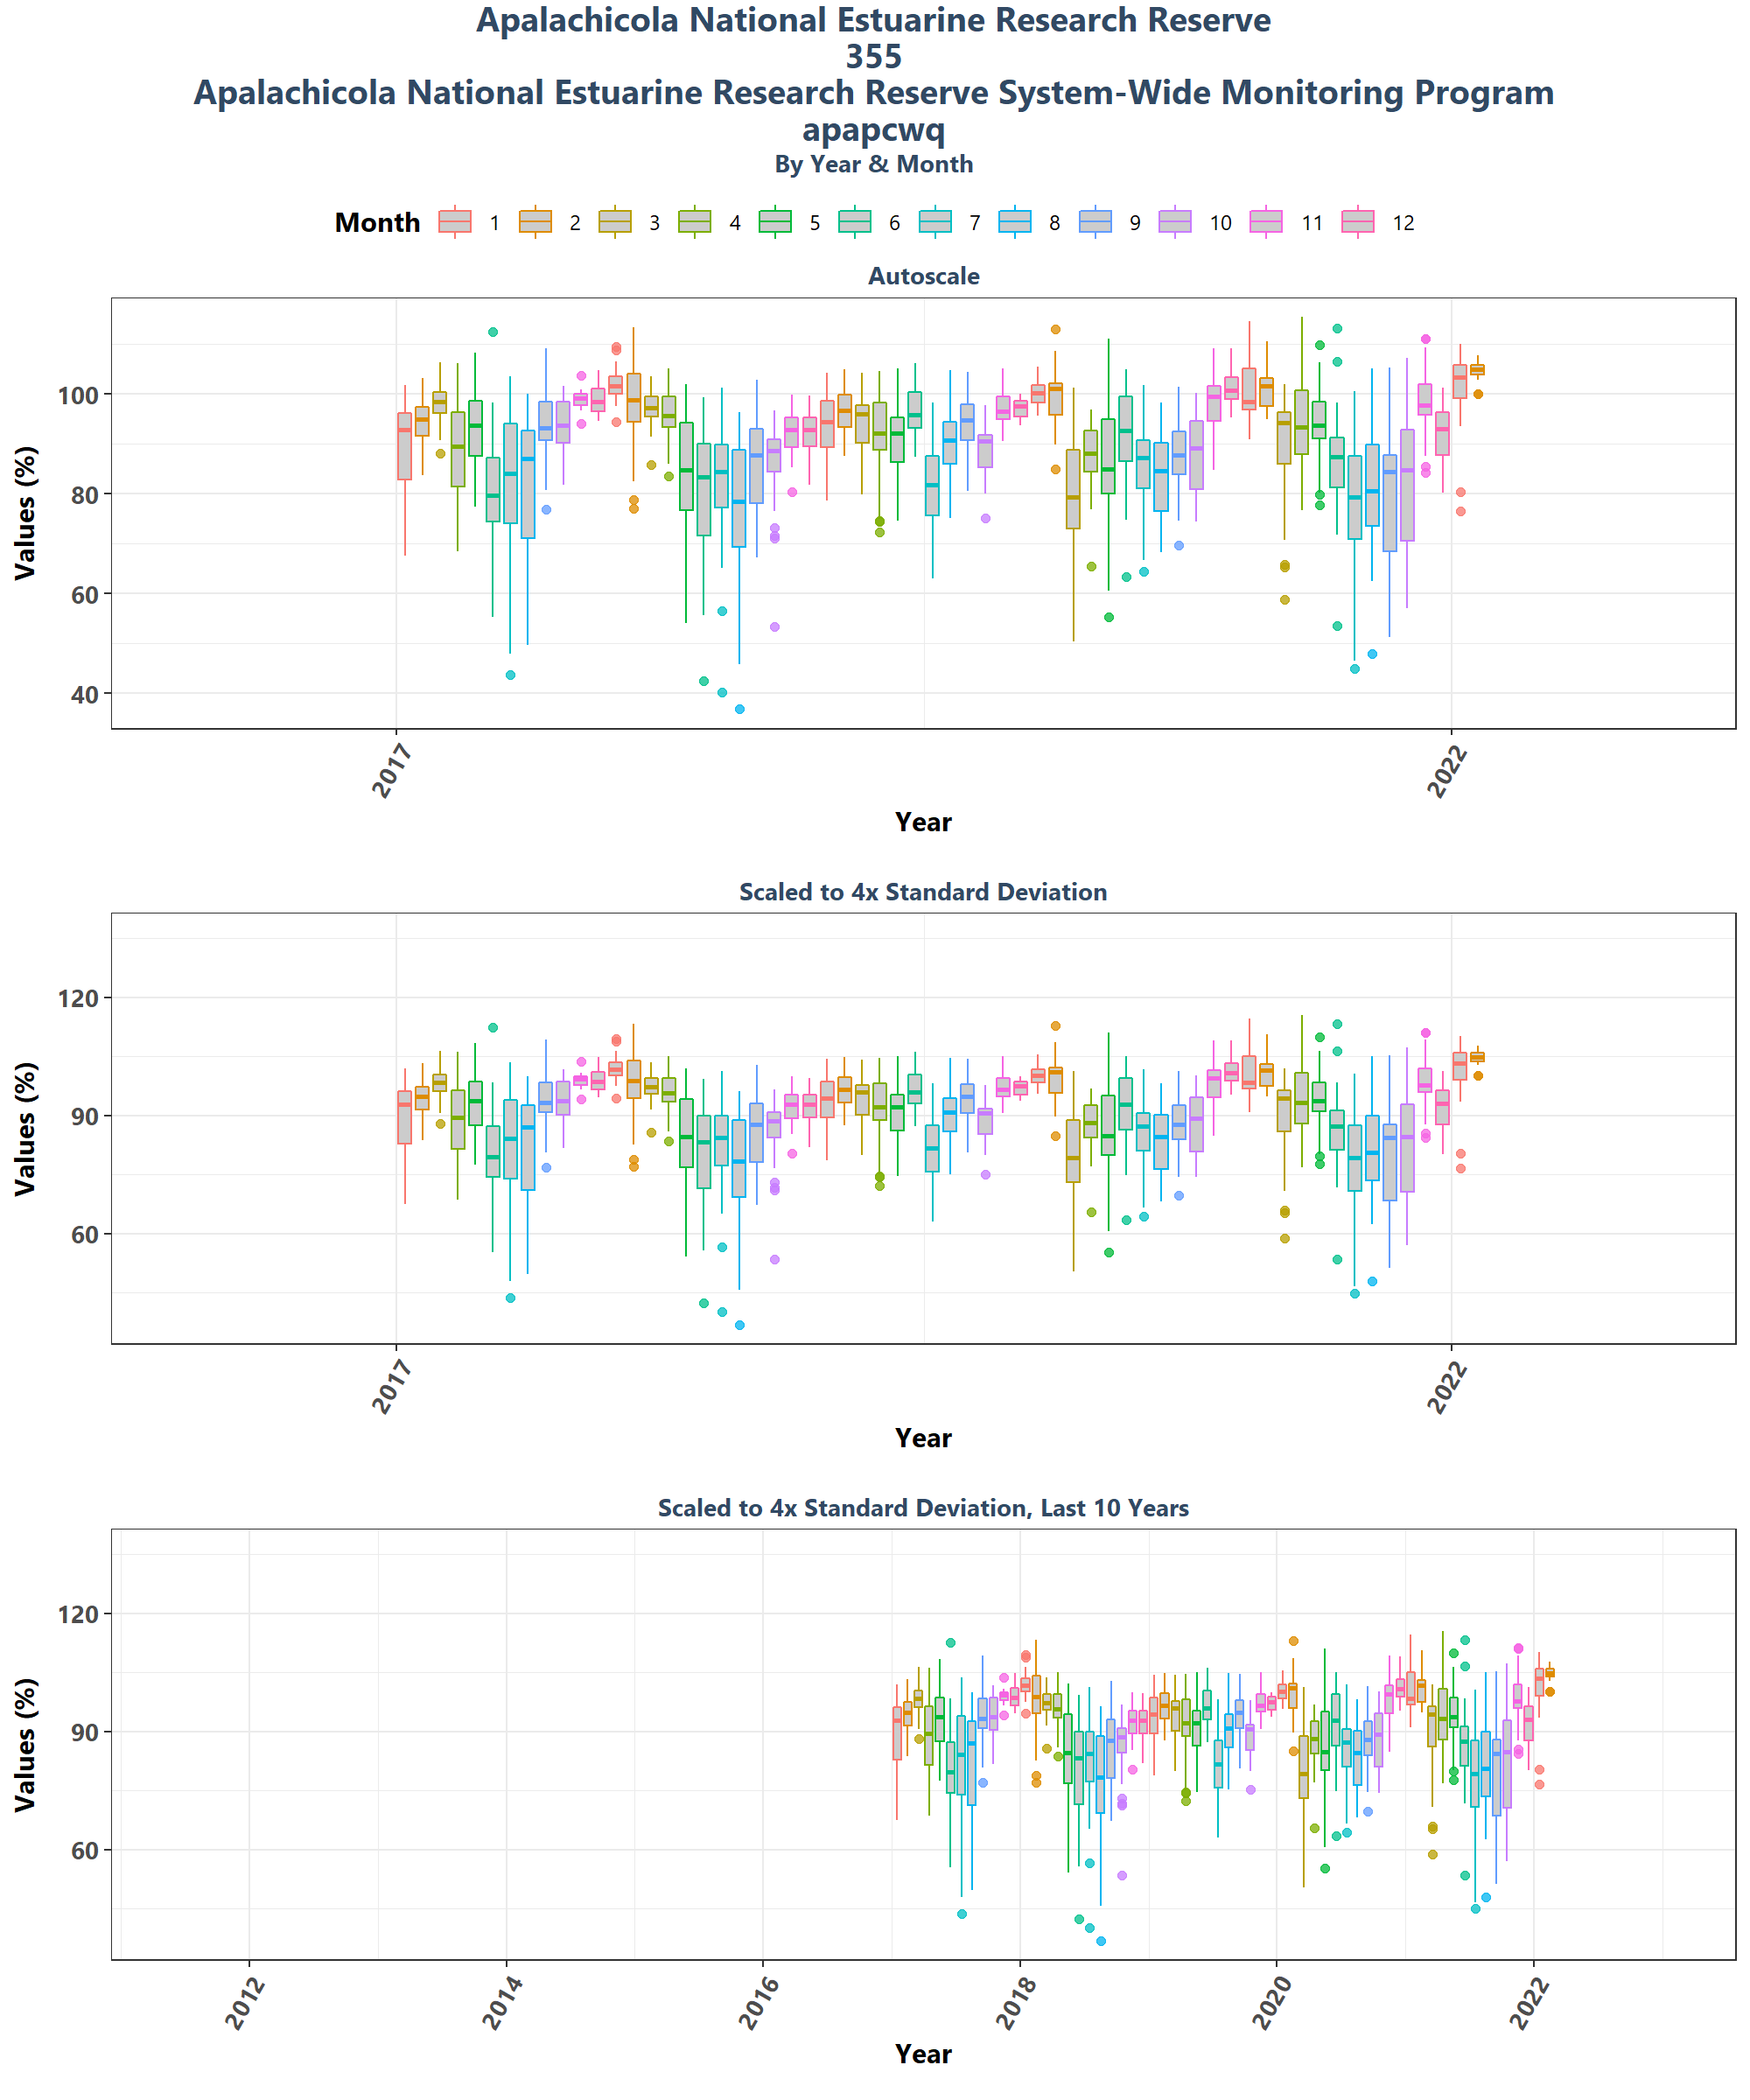 Apalachicola National Estuarine Research Reserve
355
Apalachicola National Estuarine Research Reserve System-Wide Monitoring Program
apapcwq
By Year & Month
Month 1 2 3 4 5 6 7 8 9 10 11 12
Autoscale
Values (%)
100
80
60
40
2017 2022
Year
Scaled to 4x Standard Deviation
Values (%)
120
90
60
2017 2022
Year
Scaled to 4x Standard Deviation, Last 10 Years
Values (%)
120
90
60
2012 2014 2016 2018 2020 2022
Year